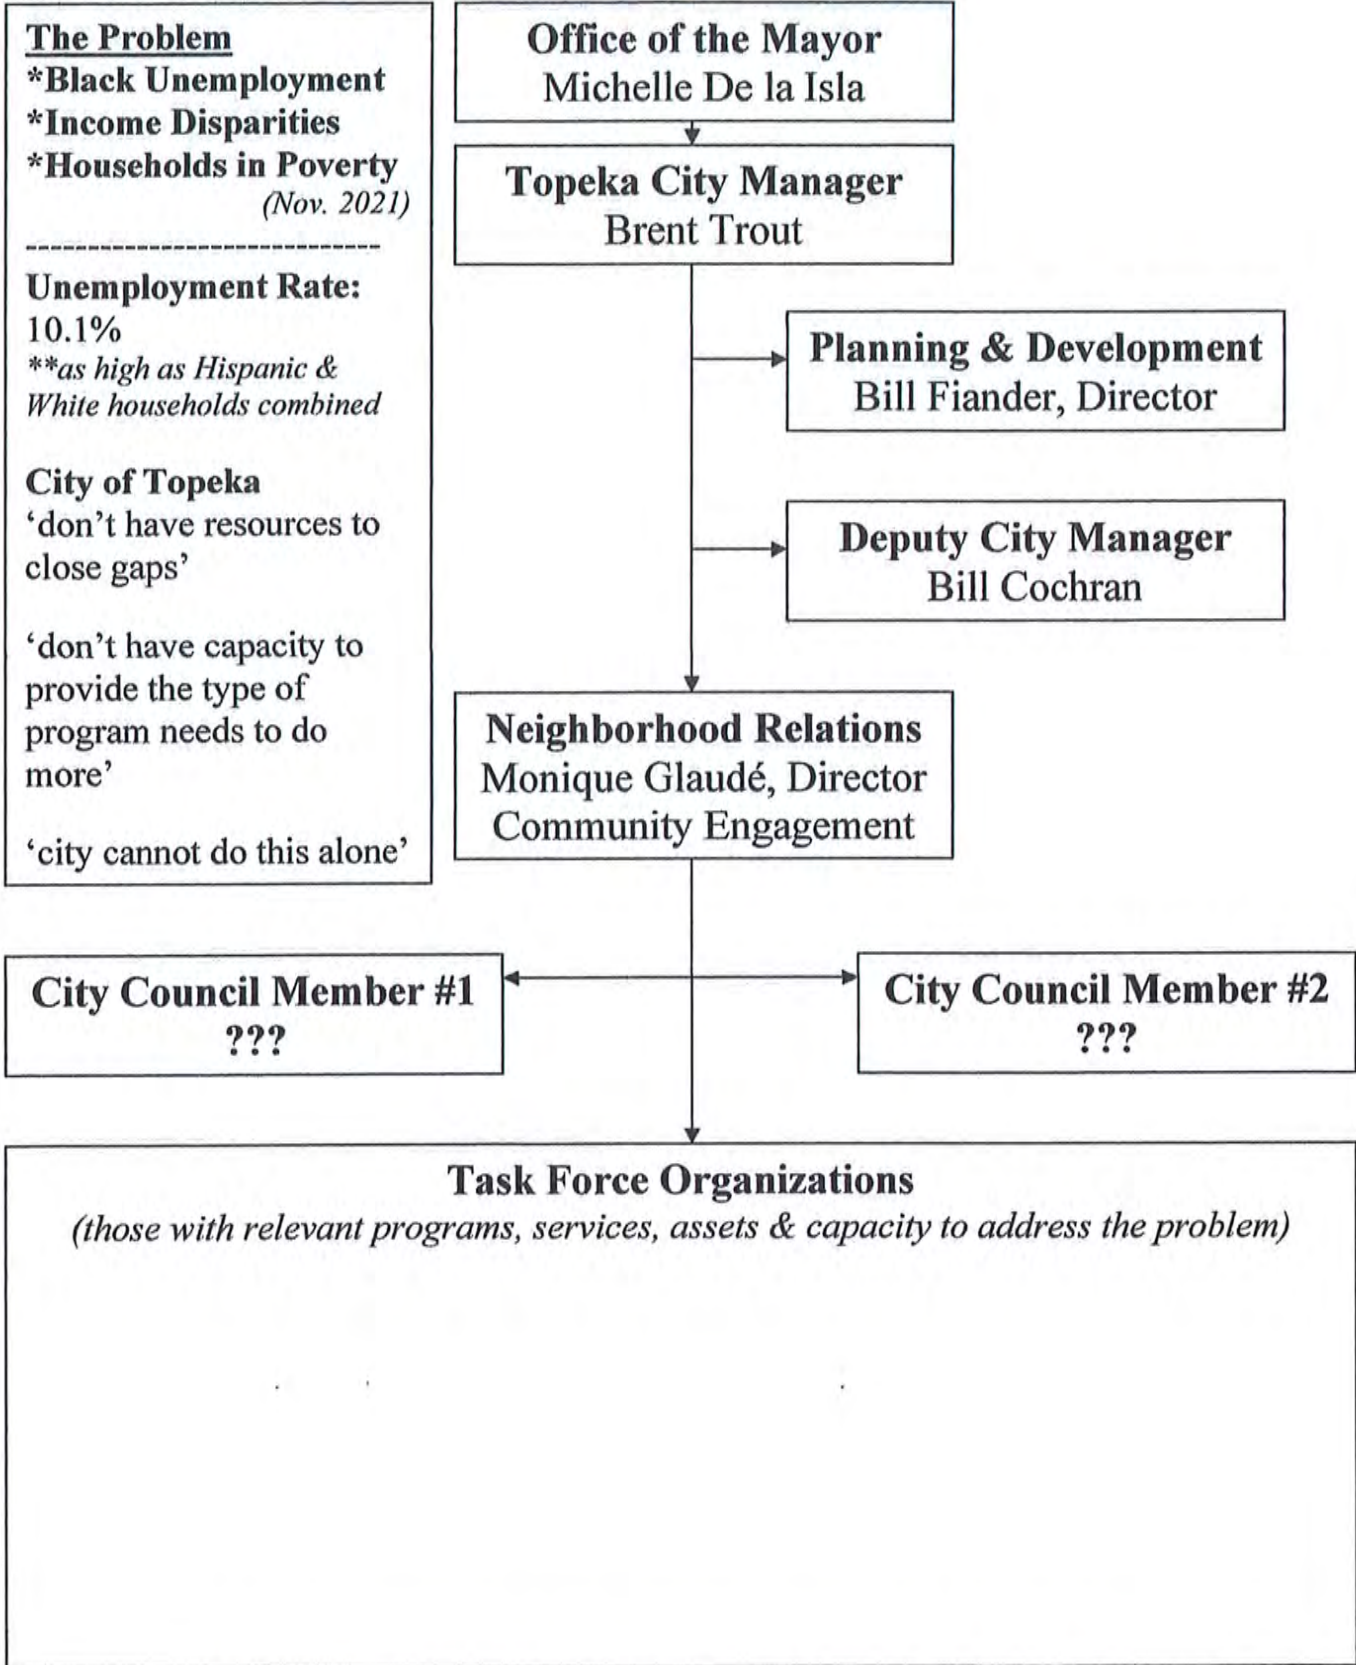 The Problem
*Black Unemployment
*Income Disparities
*Households in Poverty
(Nov. 2021)
----------------------------
Unemployment Rate:
10.1%
**as high as Hispanic &
White households combined
City of Topeka
‘don’t have resources to
close gaps’
‘don’t have capacity to
provide the type of
program needs to do
more’
‘city cannot do this alone’
Office of the Mayor
Michelle De la Isla
Topeka City Manager
Brent Trout
Planning & Development
Bill Fiander, Director
Deputy City Manager
Bill Cochran
Neighborhood Relations
Monique Glaudé, Director
Community Engagement
City Council Member #1
???
City Council Member #2
???
Task Force Organizations
(those with relevant programs, services, assets & capacity to address the problem)